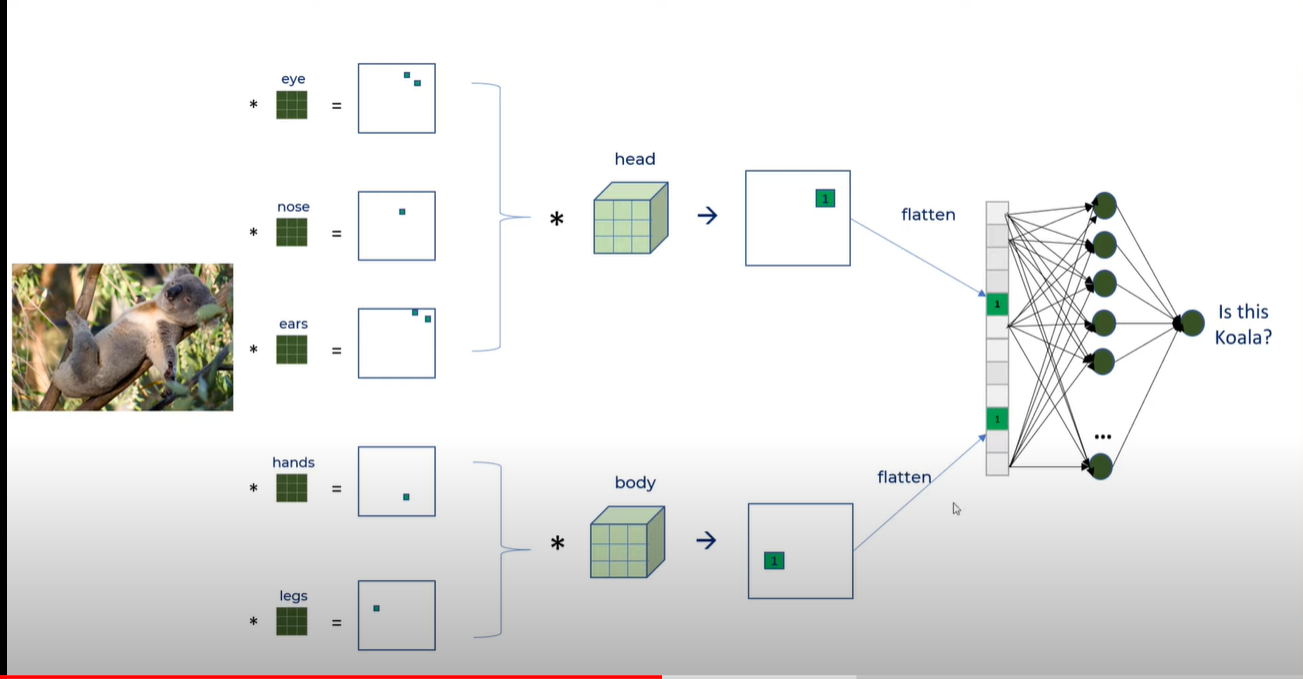 eye
* =
nose
* =
ears
* =
head
* →
1
flatten
1
1
Is this
Koala?
...
hands
* =
legs
* =
body
* →
1
flatten